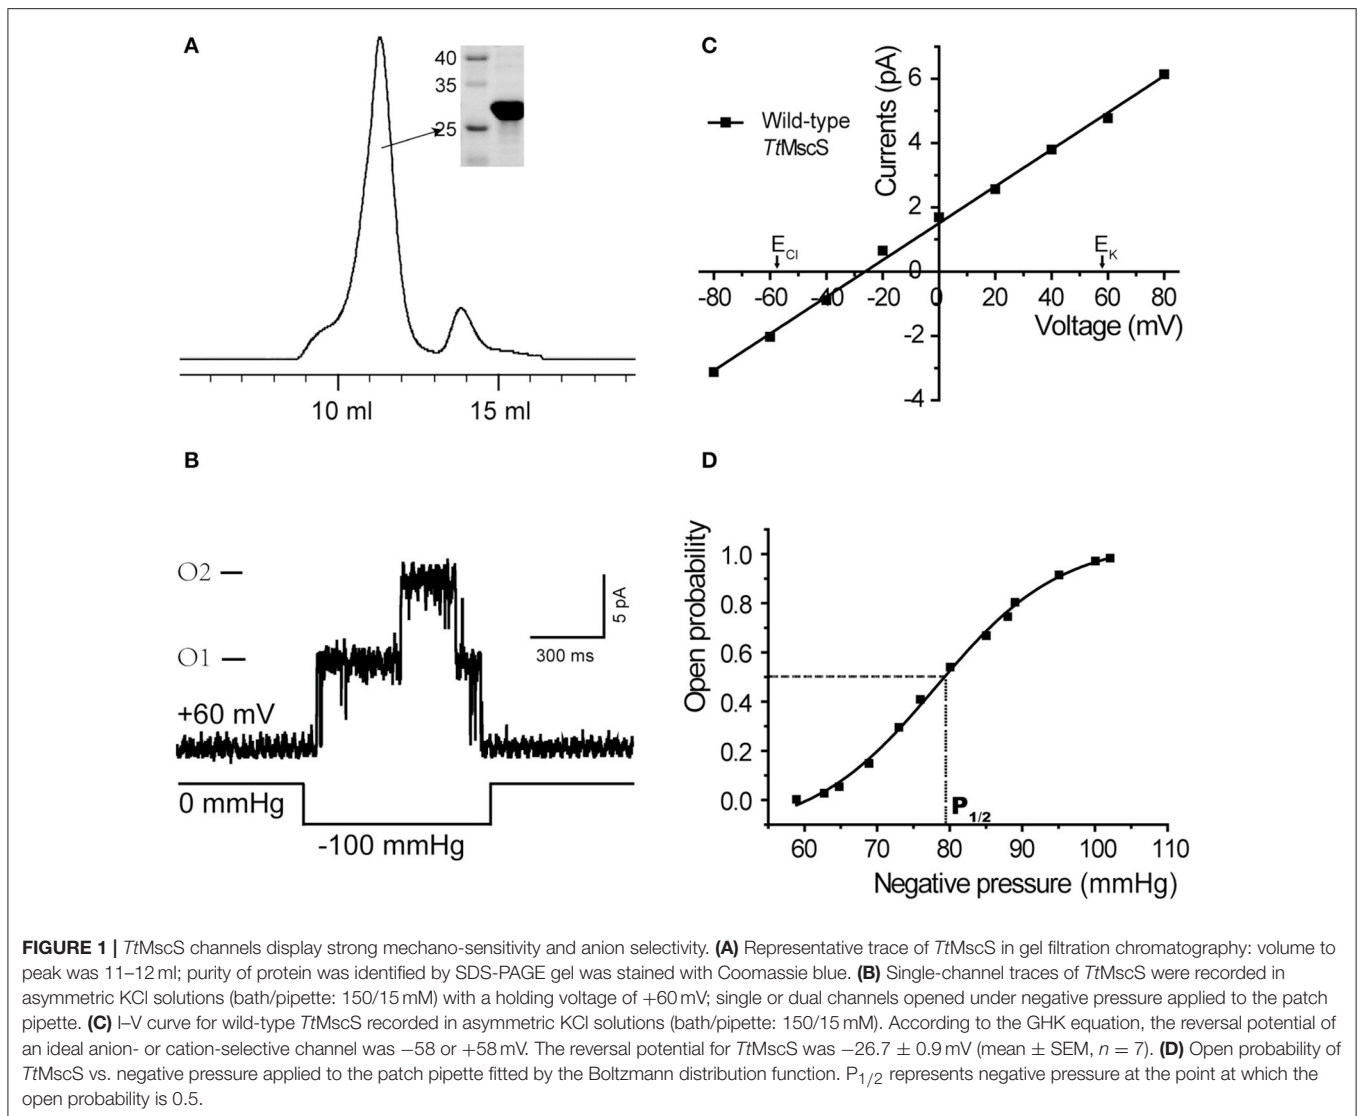 A
40
35
25
10 ml
15 ml
B
O2
O1
+60 mV
5 pA
300 ms
0 mmHg
-100 mmHg
C
Wild-type
TtMscS
Currents (pA)
6
4
2
0
-2
-4
E_Cl
E_K
-80 -60 -40 -20 0 20 40 60 80
Voltage (mV)
D
Open probability
1.0
0.8
0.6
0.4
0.2
0.0
P_1/2
60 70 80 90 100 110
Negative pressure (mmHg)
FIGURE 1 | TtMscS channels display strong mechano-sensitivity and anion selectivity. (A) Representative trace of TtMscS in gel filtration chromatography: volume to
peak was 11–12 ml; purity of protein was identified by SDS-PAGE gel was stained with Coomassie blue. (B) Single-channel traces of TtMscS were recorded in
asymmetric KCl solutions (bath/pipette: 150/15 mM) with a holding voltage of +60 mV; single or dual channels opened under negative pressure applied to the patch
pipette. (C) I–V curve for wild-type TtMscS recorded in asymmetric KCl solutions (bath/pipette: 150/15 mM). According to the GHK equation, the reversal potential of
an ideal anion- or cation-selective channel was −58 or +58 mV. The reversal potential for TtMscS was −26.7 ± 0.9 mV (mean ± SEM, n = 7). (D) Open probability of
TtMscS vs. negative pressure applied to the patch pipette fitted by the Boltzmann distribution function. P1/2 represents negative pressure at the point at which the
open probability is 0.5.